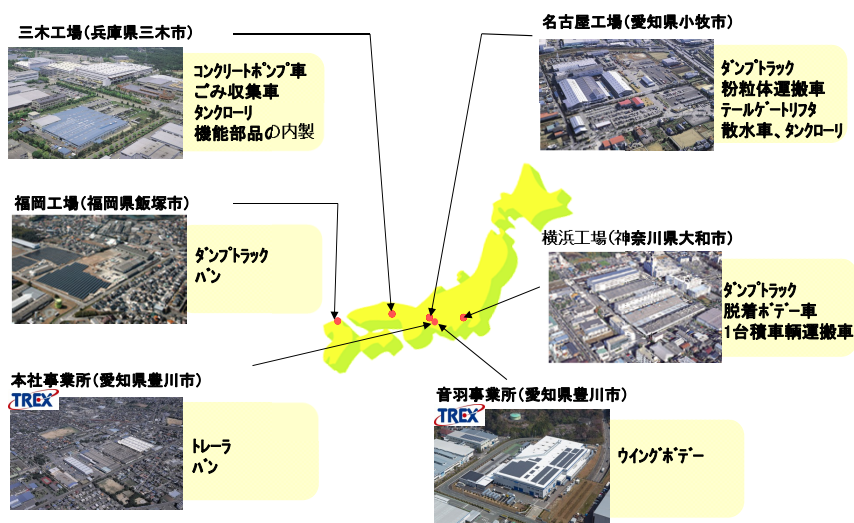 三木工場(兵庫県三木市)
ｺﾝｸﾘｰﾄﾎﾟﾝﾌﾟ車
ごみ収集車
ﾀﾝｸﾛｰﾘ
機能部品の内製
名古屋工場(愛知県小牧市)
ﾀﾞﾝﾌﾟﾄﾗｯｸ
粉粒体運搬車
ﾃｰﾙｹﾞｰﾄﾘﾌﾀ
散水車、ﾀﾝｸﾛｰﾘ
福岡工場(福岡県飯塚市)
ﾀﾞﾝﾌﾟﾄﾗｯｸ
ﾊﾞﾝ
横浜工場(神奈川県大和市)
ﾀﾞﾝﾌﾟﾄﾗｯｸ
脱着ﾎﾞﾃﾞｰ車
1台積車輌運搬車
本社事業所(愛知県豊川市)
TREX
ﾄﾚｰﾗ
ﾊﾞﾝ
音羽事業所(愛知県豊川市)
TREX
ｳｲﾝｸﾞﾎﾞﾃﾞｰ